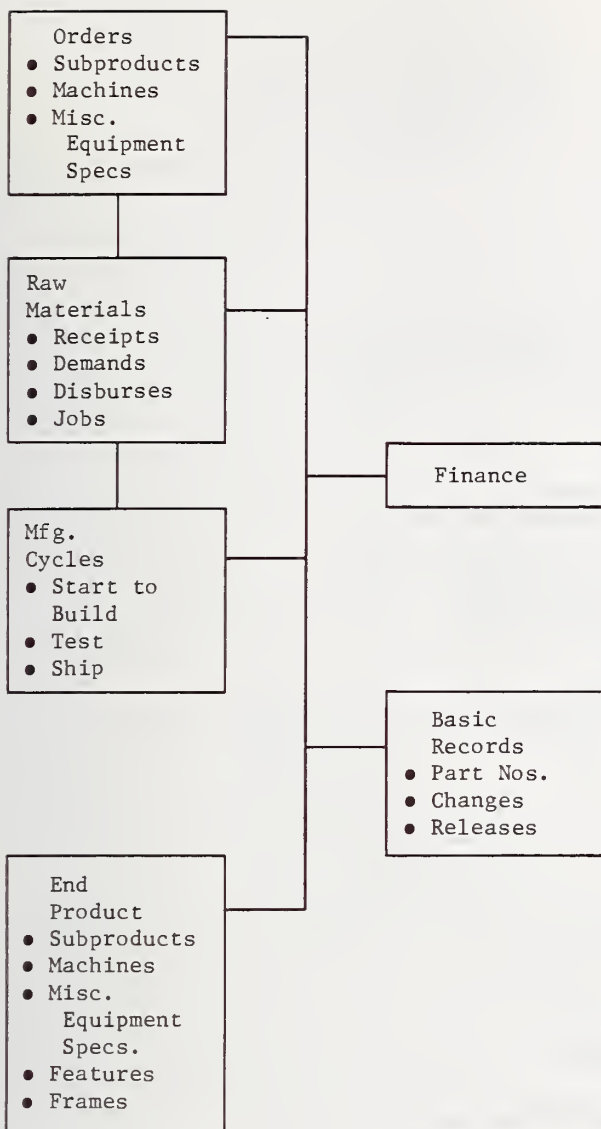 Orders
• Subproducts
• Machines
• Misc.
Equipment
Specs
Raw
Materials
• Receipts
• Demands
• Disburses
• Jobs
Finance
Mfg.
Cycles
• Start to
Build
• Test
• Ship
Basic
Records
• Part Nos.
• Changes
• Releases
End
Product
• Subproducts
• Machines
• Misc.
Equipment
Specs.
• Features
• Frames